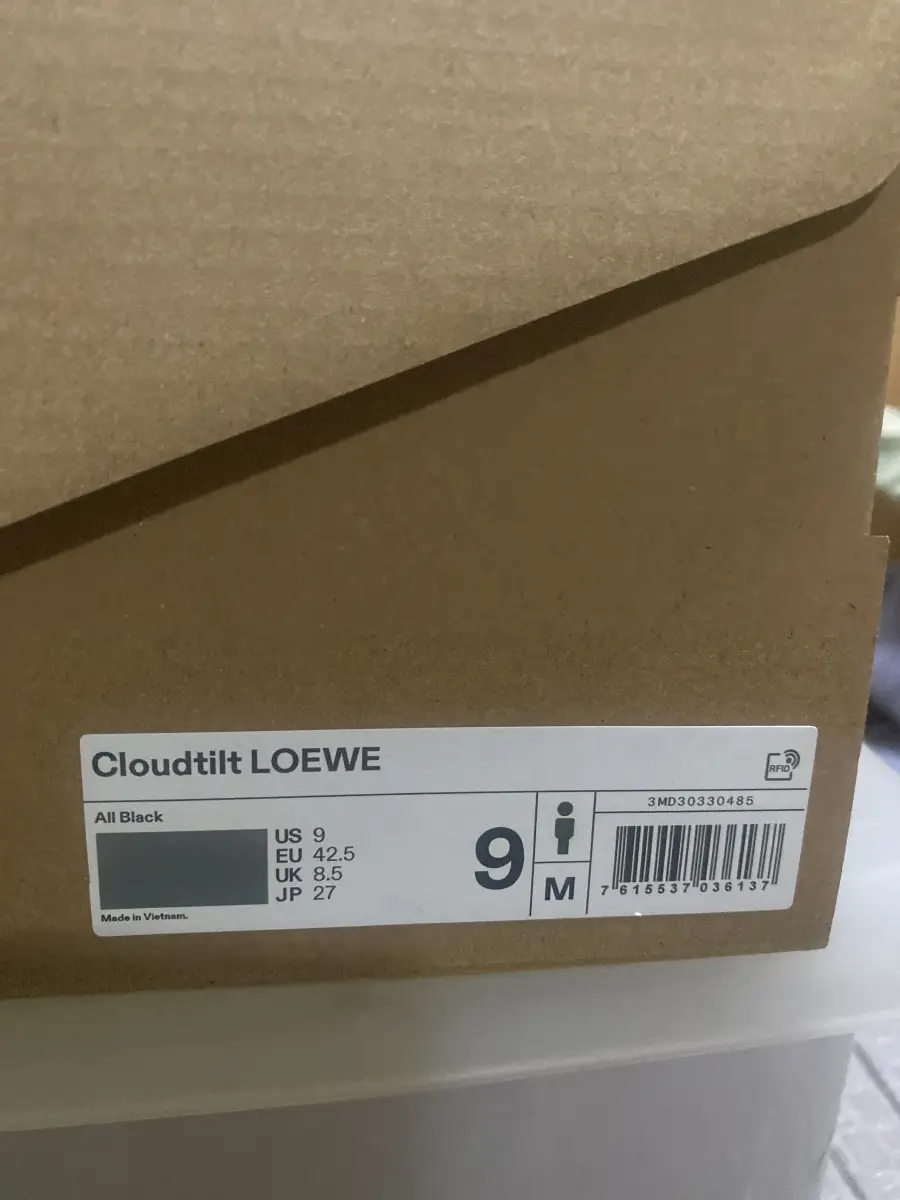 Cloudtilt LOEWE
RFID
All Black
US 9
EU 42.5
UK 8.5
JP 27
Made in Vietnam.
9
M
3MD30330485
7 615537 036137